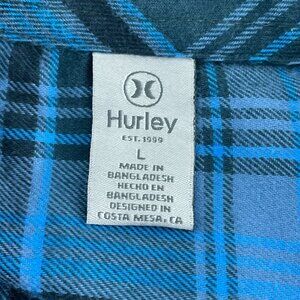 Hurley
EST. 1999
L
MADE IN
BANGLADESH
HECHO EN
BANGLADESH
DESIGNED IN
COSTA MESA, CA